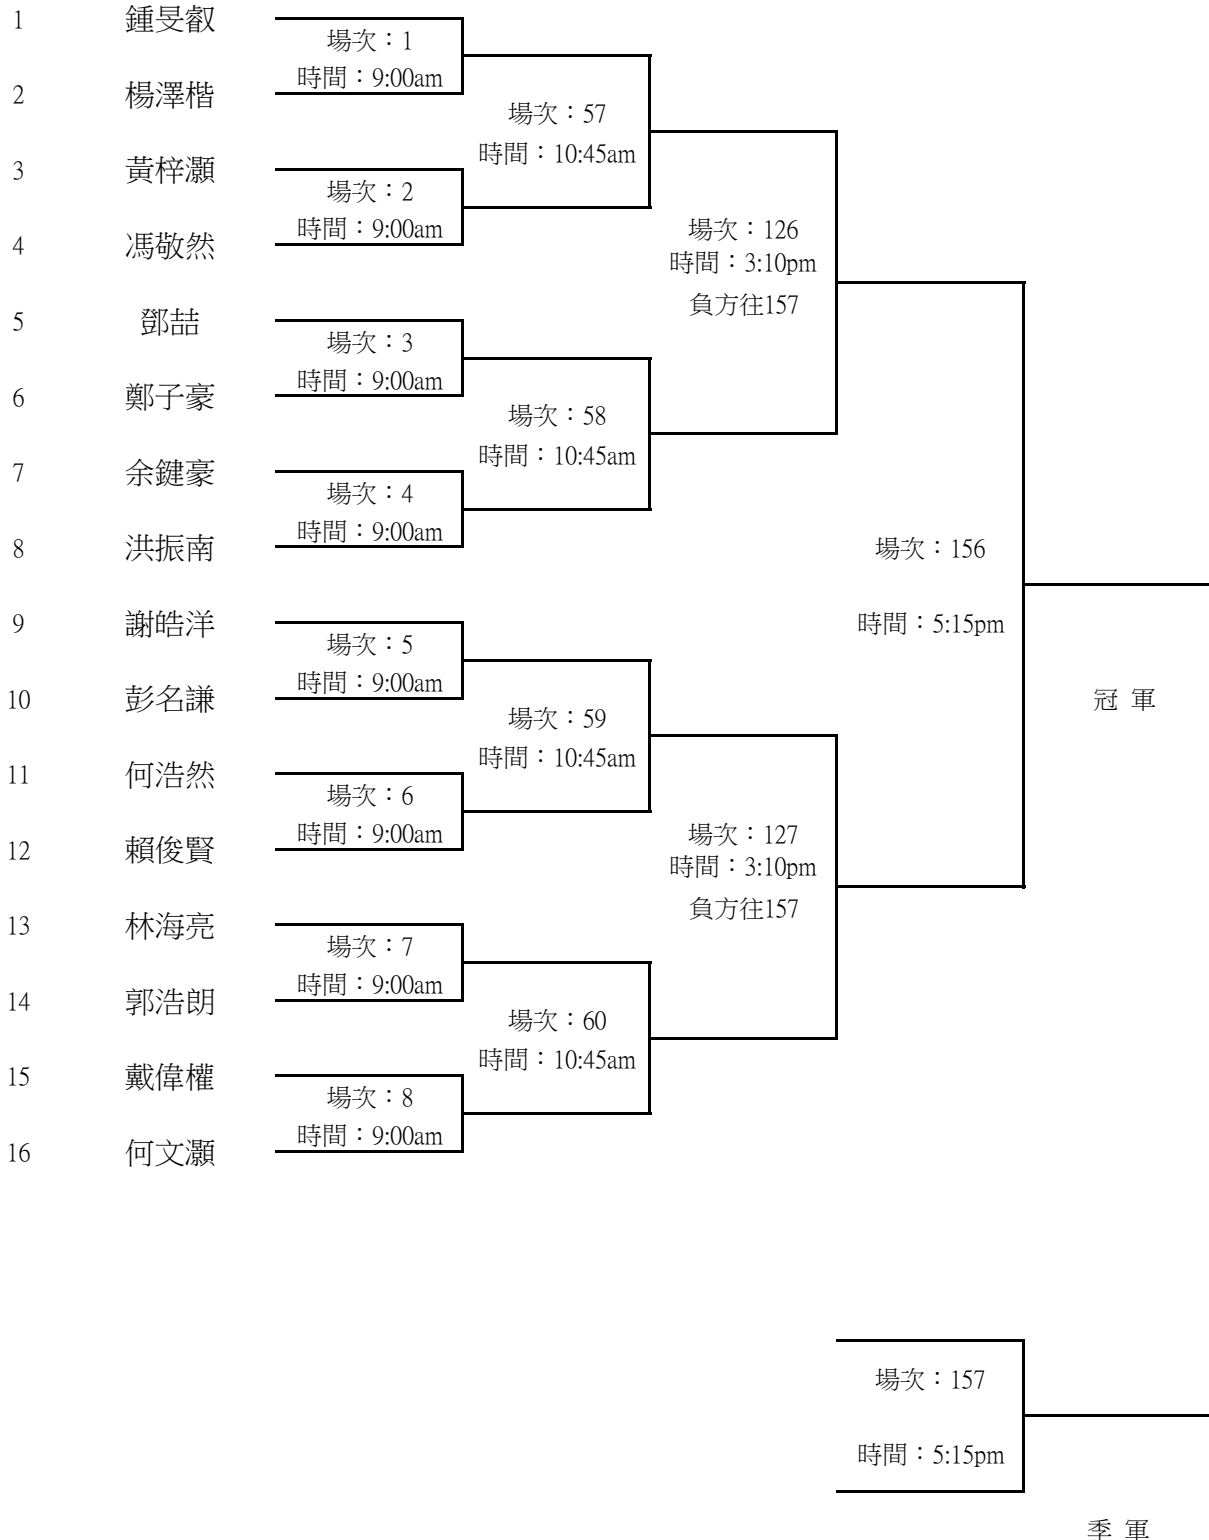 1 鍾旻叡
場次：1
時間：9:00am
2 楊澤楷
場次：57
時間：10:45am
3 黃梓灝
場次：2
時間：9:00am
4 馮敬然
場次：126
時間：3:10pm
負方往157
5 鄧喆
場次：3
時間：9:00am
6 鄭子豪
場次：58
時間：10:45am
7 余鍵豪
場次：4
時間：9:00am
8 洪振南
場次：156
時間：5:15pm
9 謝皓洋
場次：5
時間：9:00am
10 彭名謙
冠 軍
場次：59
時間：10:45am
11 何浩然
場次：6
時間：9:00am
12 賴俊賢
場次：127
時間：3:10pm
負方往157
13 林海亮
場次：7
時間：9:00am
14 郭浩朗
場次：60
時間：10:45am
15 戴偉權
場次：8
時間：9:00am
16 何文灝
場次：157
時間：5:15pm
季 軍